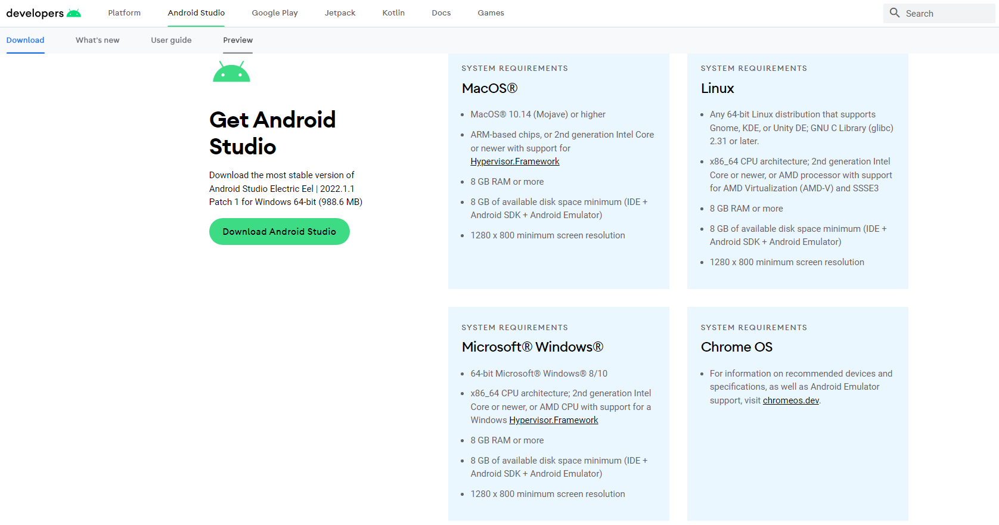 developers
Platform
Android Studio
Google Play
Jetpack
Kotlin
Docs
Games
Search
Download
What's new
User guide
Preview
Get Android
Studio
Download the most stable version of
Android Studio Electric Eel | 2022.1.1
Patch 1 for Windows 64-bit (988.6 MB)
Download Android Studio
SYSTEM REQUIREMENTS
MacOS®
MacOS® 10.14 (Mojave) or higher
ARM-based chips, or 2nd generation Intel Core
or newer with support for
Hypervisor.Framework
8 GB RAM or more
8 GB of available disk space minimum (IDE +
Android SDK + Android Emulator)
1280 x 800 minimum screen resolution
SYSTEM REQUIREMENTS
Linux
Any 64-bit Linux distribution that supports
Gnome, KDE, or Unity DE; GNU C Library (glibc)
2.31 or later.
x86_64 CPU architecture; 2nd generation Intel
Core or newer, or AMD processor with support
for AMD Virtualization (AMD-V) and SSSE3
8 GB RAM or more
8 GB of available disk space minimum (IDE +
Android SDK + Android Emulator)
1280 x 800 minimum screen resolution
SYSTEM REQUIREMENTS
Microsoft® Windows®
64-bit Microsoft® Windows® 8/10
x86_64 CPU architecture; 2nd generation Intel
Core or newer, or AMD CPU with support for a
Windows Hypervisor.Framework
8 GB RAM or more
8 GB of available disk space minimum (IDE +
Android SDK + Android Emulator)
1280 x 800 minimum screen resolution
SYSTEM REQUIREMENTS
Chrome OS
For information on recommended devices and
specifications, as well as Android Emulator
support, visit chromeos.dev.